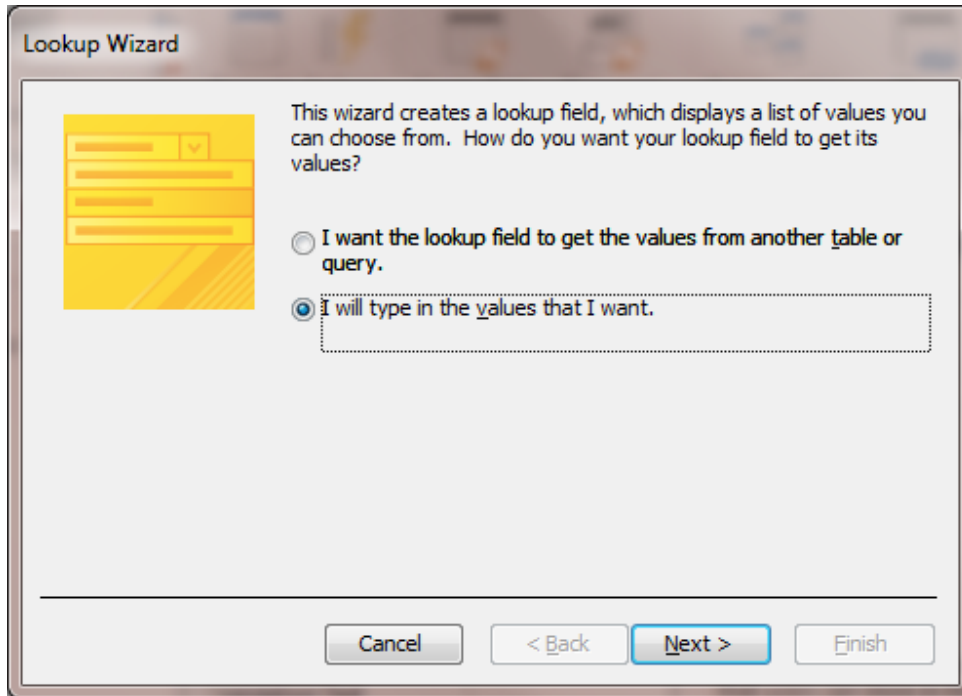 Lookup Wizard
This wizard creates a lookup field, which displays a list of values you
can choose from.  How do you want your lookup field to get its
values?
I want the lookup field to get the values from another table or
query.
I will type in the values that I want.
Cancel
< Back
Next >
Finish